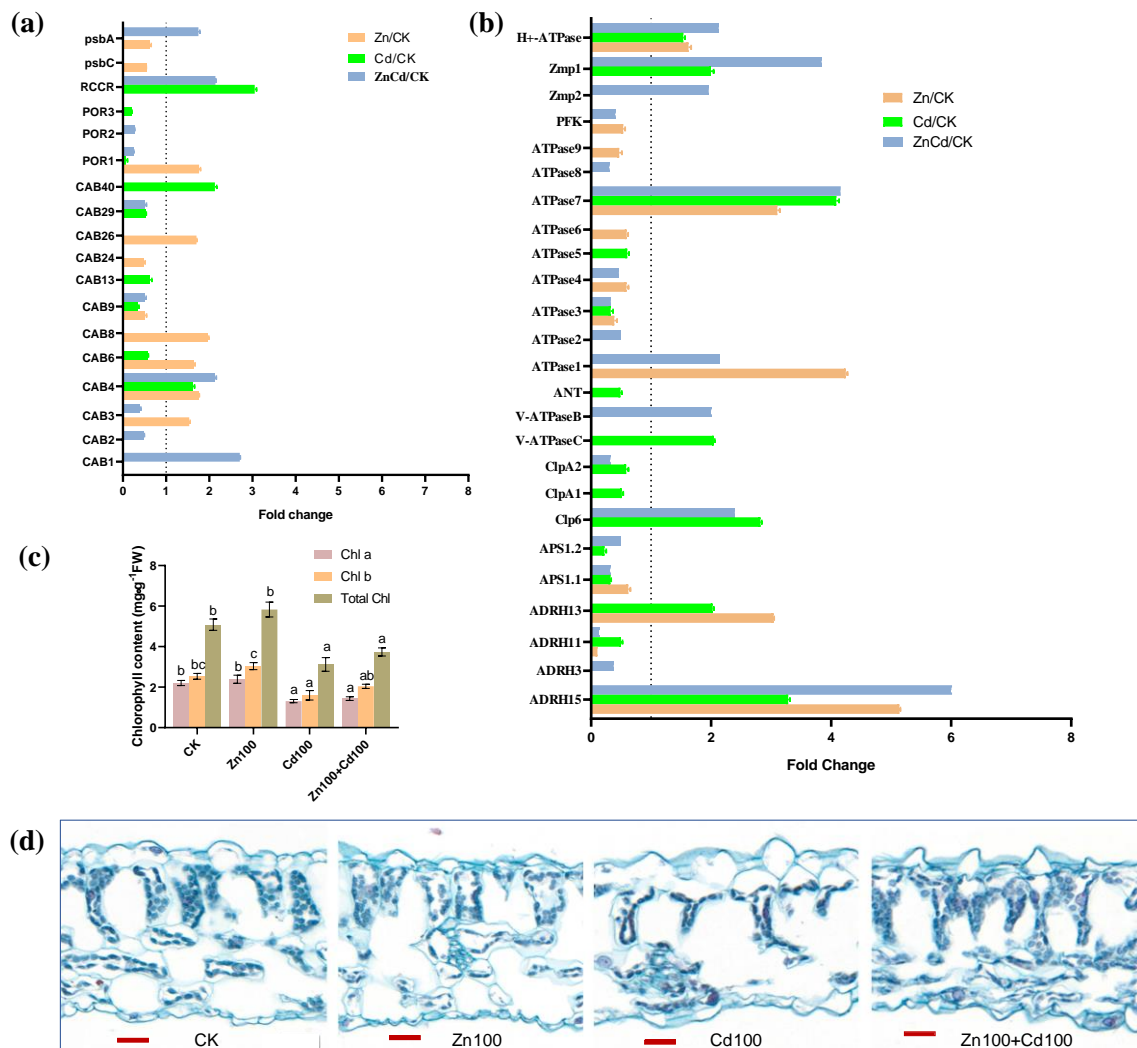 (a)
Zn/CK
Cd/CK
ZnCd/CK
psbA
psbC
RCCR
POR3
POR2
POR1
CAB40
CAB29
CAB26
CAB24
CAB13
CAB9
CAB8
CAB6
CAB4
CAB3
CAB2
CAB1
0 1 2 3 4 5 6 7 8
Fold change
(b)
Zn/CK
Cd/CK
ZnCd/CK
H+-ATPase
Zmp1
Zmp2
PFK
ATPase9
ATPase8
ATPase7
ATPase6
ATPase5
ATPase4
ATPase3
ATPase2
ATPase1
ANT
V-ATPaseB
V-ATPaseC
ClpA2
ClpA1
Clp6
APS1.2
APS1.1
ADRH13
ADRH11
ADRH3
ADRH15
0 2 4 6 8
Fold Change
(c)
Chl a
Chl b
Total Chl
Chlorophyll content (mg•g⁻¹FW)
8
6
4
2
0
b bc b
b c b
a a a
a ab a
CK Zn100 Cd100 Zn100+Cd100
(d)
CK Zn100 Cd100 Zn100+Cd100